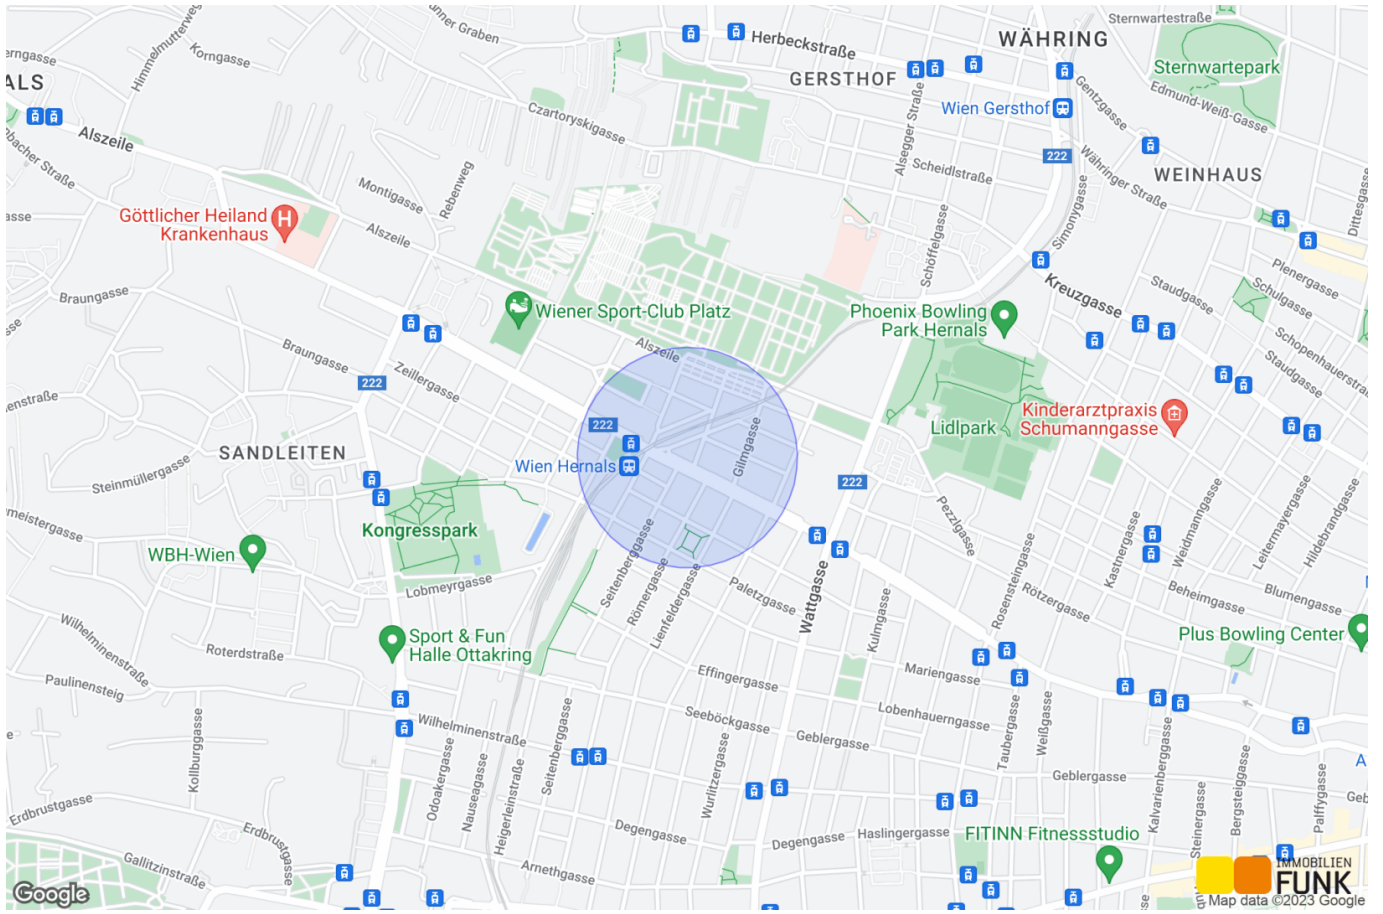 Sternwartestraße
Herbeckstraße
WÄHRING
GERSTHOF
Sternwartepark
Korngasse
Himmelmutterweg
ALS
Wien Gersthof
Gentzgasse
Edmund-Weiß-Gasse
Czartoryskigasse
Alsegger Straße
Alszeile
222
Scheidlstraße
Währinger Straße
WEINHAUS
Montigasse
Rebenweg
Simonygasse
Dittesgasse
Göttlicher Heiland
Krankenhaus
Alszeile
Schöffelgasse
Plenergasse
Braungasse
Kreuzgasse
Staudgasse
Schulgasse
Wiener Sport-Club Platz
Phoenix Bowling
Park Hernals
Schopenhauerstraße
Staudgasse
Braungasse
Zeillergasse
Alszeile
222
Kinderarztpraxis
Schumanngasse
Lidlpark
222
Gilmgasse
SANDLEITEN
Wien Hernals
Steinmüllergasse
222
Pezzlgasse
Kongresspark
WBH-Wien
Weidmanngasse
Leitermayergasse
Hildebrandgasse
Kastnergasse
Lobmeyrgasse
Seitenberggasse
Römergasse
Lienfeldergasse
Paletzgasse
Wattgasse
Kulmgasse
Rosensteingasse
Rötzergasse
Beheimgasse
Blumengasse
Wilhelminenstraße
Sport & Fun
Halle Ottakring
Plus Bowling Center
Roterdstraße
Paulinensteig
Effingergasse
Mariengasse
Kollburggasse
Wilhelminenstraße
Seeböckgasse
Lobenhauerngasse
Geblergasse
Taubergasse
Weißgasse
Geblergasse
Odoakergasse
Nauseagasse
Heigerleinstraße
Seitenberggasse
Wurlitzergasse
Kalvarienberggasse
Steinergasse
Bergsteiggasse
Palffygasse
Erdbrustgasse
Erdbrustgasse
Degengasse
Degengasse
Haslingergasse
FITINN Fitnessstudio
Gallitzinstraße
Arnethgasse
IMMOBILIEN
FUNK
Google
Map data ©2023 Google